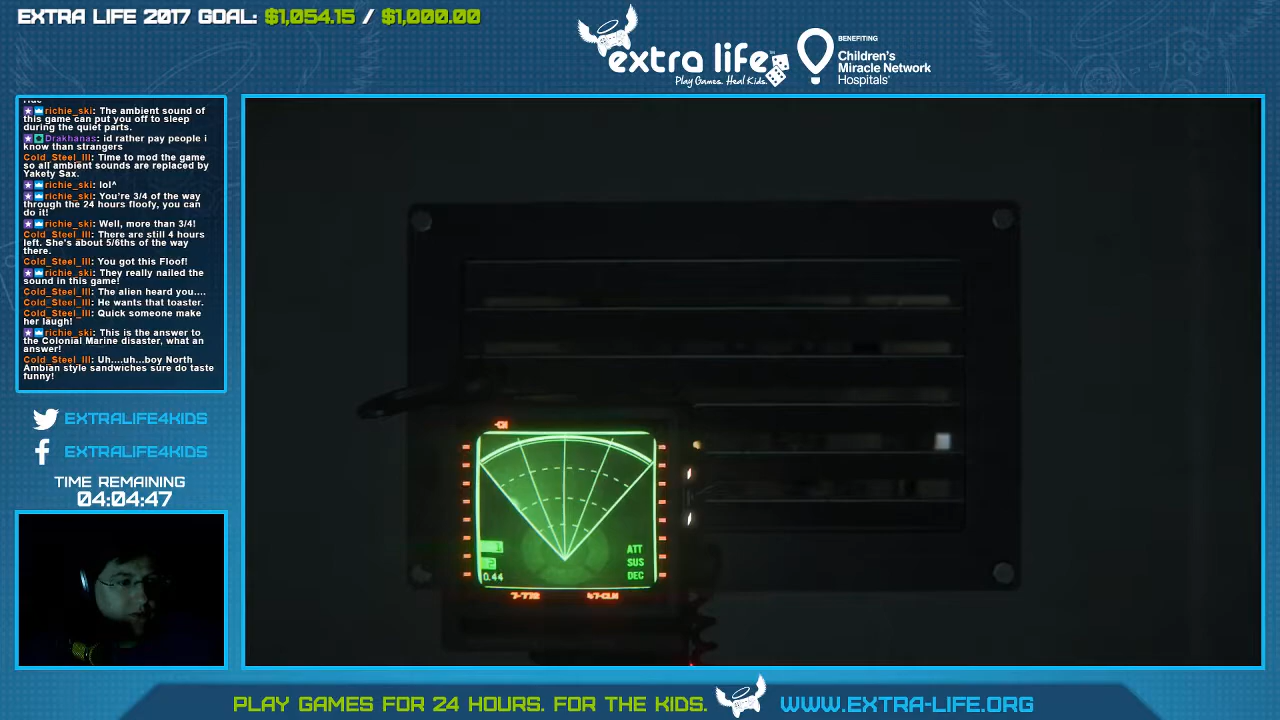 EXTRA LIFE 2017 GOAL: $1,054.15 / $1,000.00
extra life
Play Games. Heal Kids.
BENEFITING
Children's
Miracle Network
Hospitals
richie_ski: The ambient sound of
this game can put you off to sleep
during the quiet parts.
Drakhanas: id rather pay people i
know than strangers
Cold_Steel_III: Time to mod the game
so all ambient sounds are replaced by
Yakety Sax.
richie_ski: lol^
richie_ski: You're 3/4 of the way
through the 24 hours floofy, you can
do it!
richie_ski: Well, more than 3/4!
Cold_Steel_III: There are still 4 hours
left. She's about 5/6ths of the way
there.
Cold_Steel_III: You got this Floof!
richie_ski: They really nailed the
sound in this game!
Cold_Steel_III: The alien heard you....
Cold_Steel_III: He wants that toaster.
Cold_Steel_III: Quick someone make
her laugh!
richie_ski: This is the answer to
the Colonial Marine disaster, what an
answer!
Cold_Steel_III: Uh....uh...boy North
Ambian style sandwiches sure do taste
funny!
EXTRALIFE4KIDS
EXTRALIFE4KIDS
TIME REMAINING
04:04:47
ATT
SUS
DEC
0.44
7-772
PLAY GAMES FOR 24 HOURS. FOR THE KIDS.
WWW.EXTRA-LIFE.ORG